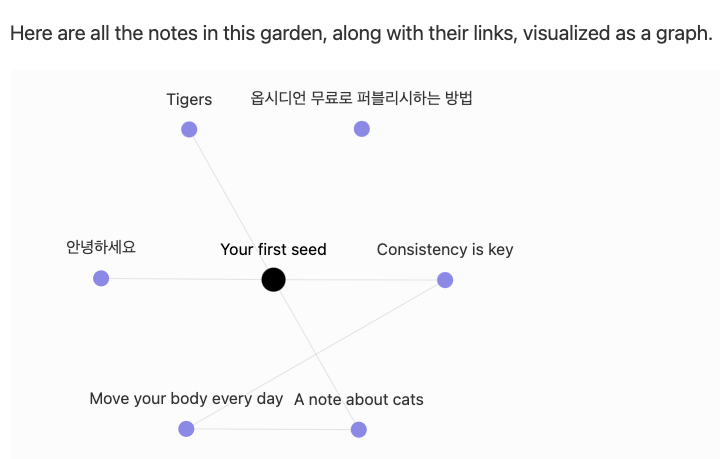 Here are all the notes in this garden, along with their links, visualized as a graph.
Tigers
옵시디언 무료로 퍼블리시하는 방법
안녕하세요
Your first seed
Consistency is key
Move your body every day
A note about cats